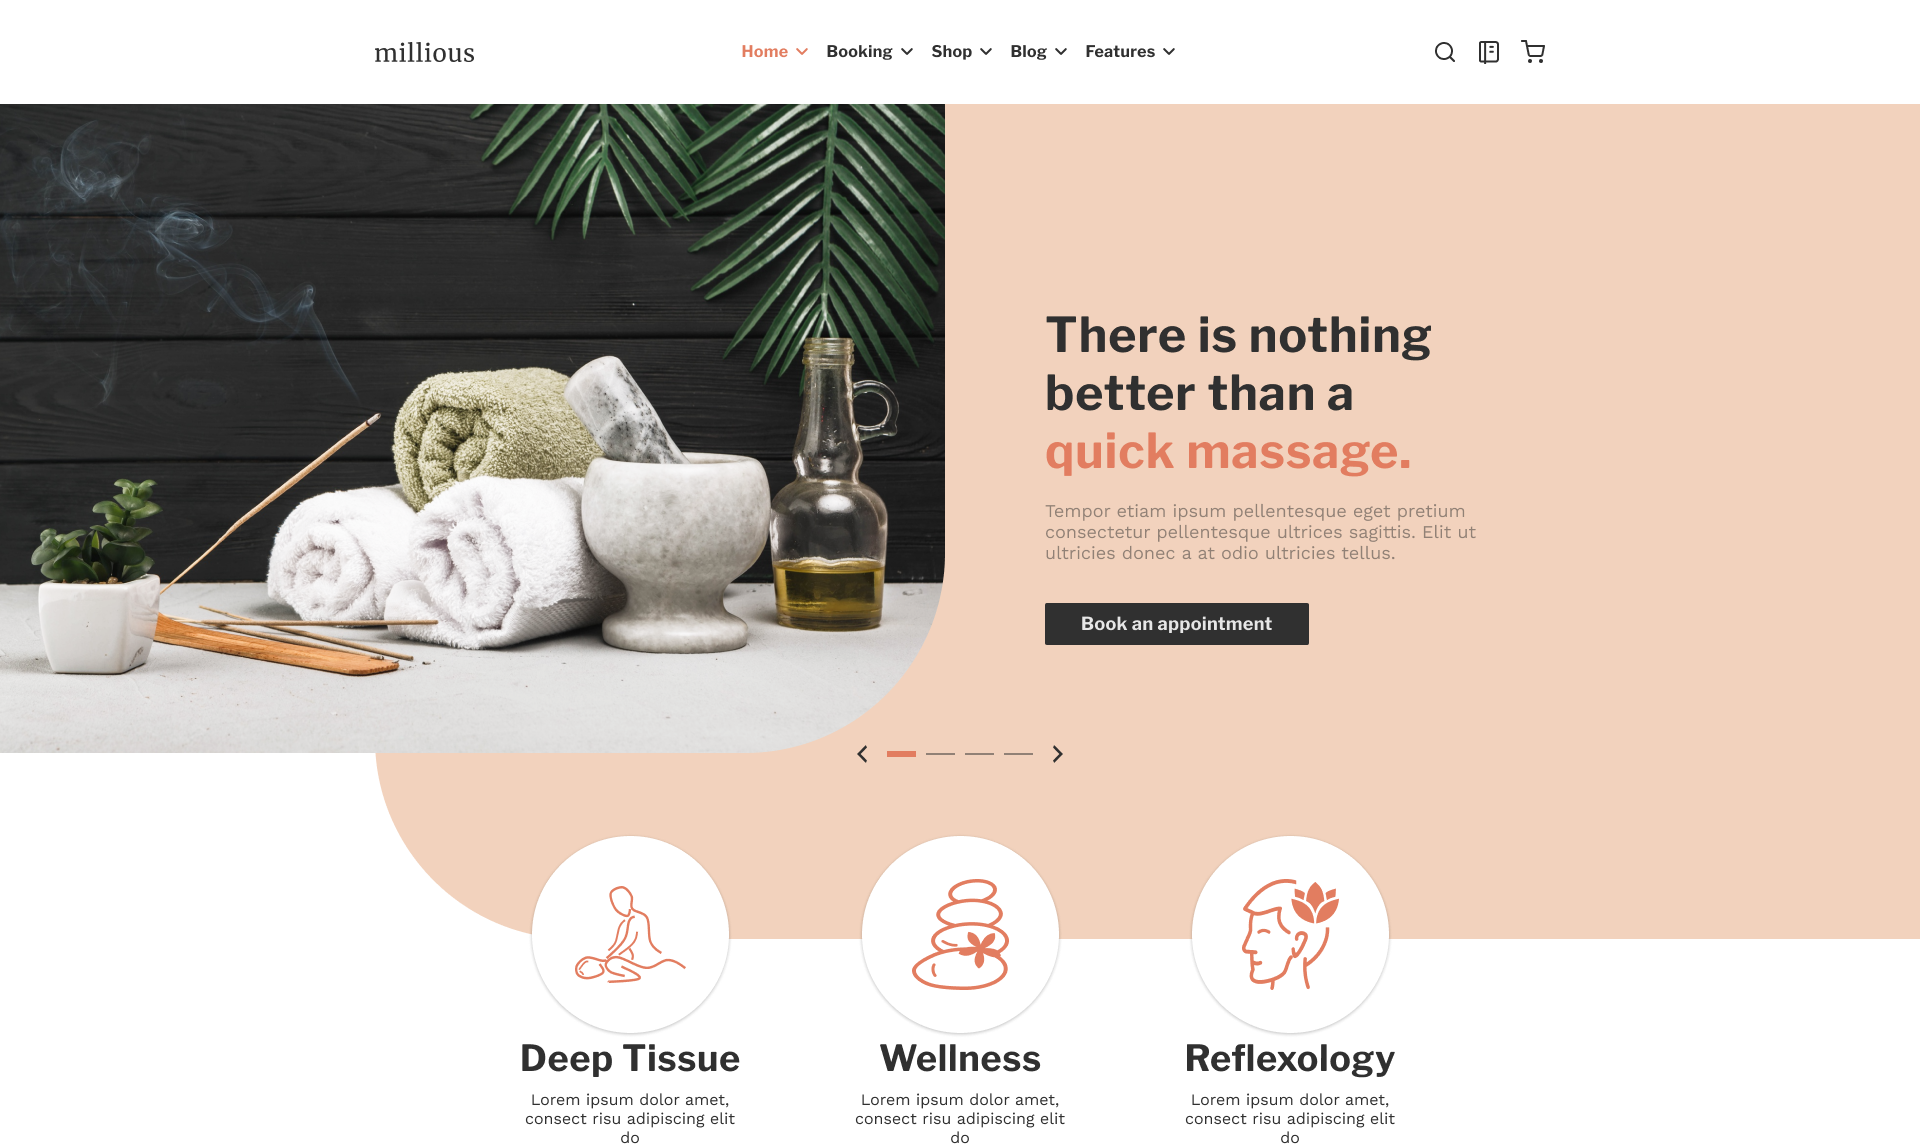 millious
Home Booking Shop Blog Features
There is nothing
better than a
quick massage.
Tempor etiam ipsum pellentesque eget pretium
consectetur pellentesque ultrices sagittis. Elit ut
ultricies donec a at odio ultricies tellus.
Book an appointment
Deep Tissue
Lorem ipsum dolor amet,
consect risu adipiscing elit
do
Wellness
Lorem ipsum dolor amet,
consect risu adipiscing elit
do
Reflexology
Lorem ipsum dolor amet,
consect risu adipiscing elit
do